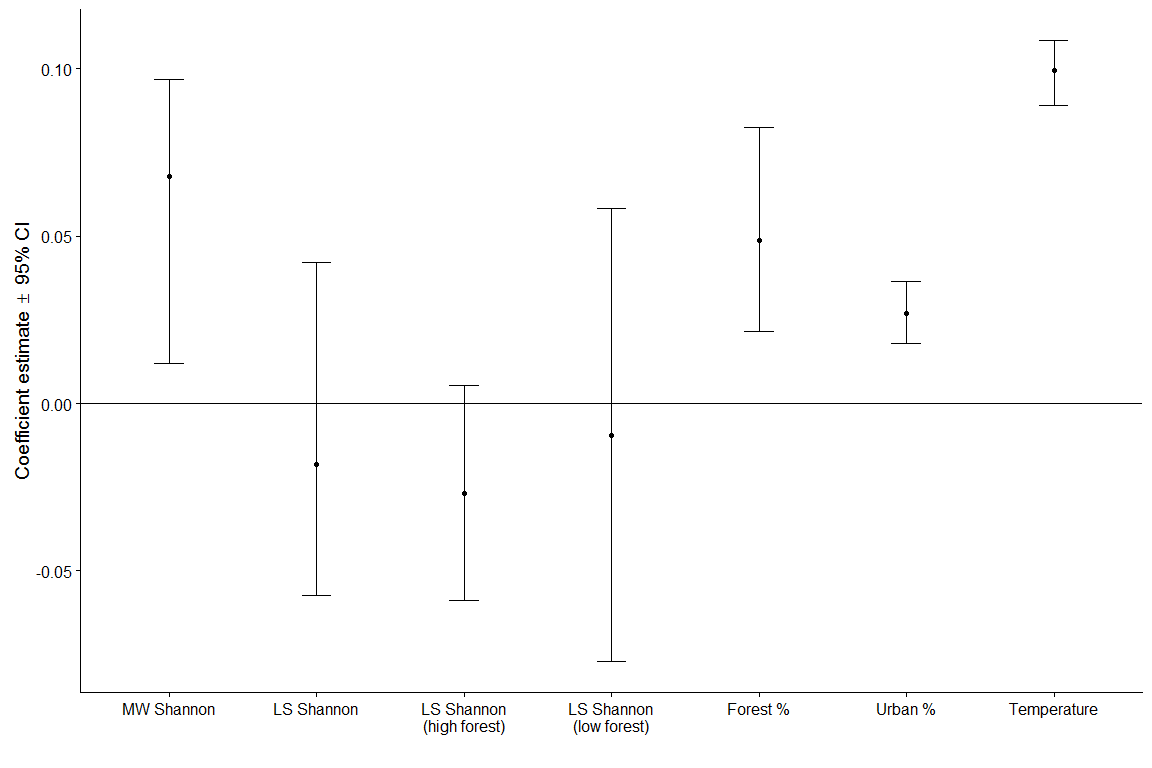 Coefficient estimate ± 95% CI
0.10
0.05
0.00
-0.05
MW Shannon
LS Shannon
LS Shannon
(high forest)
LS Shannon
(low forest)
Forest %
Urban %
Temperature